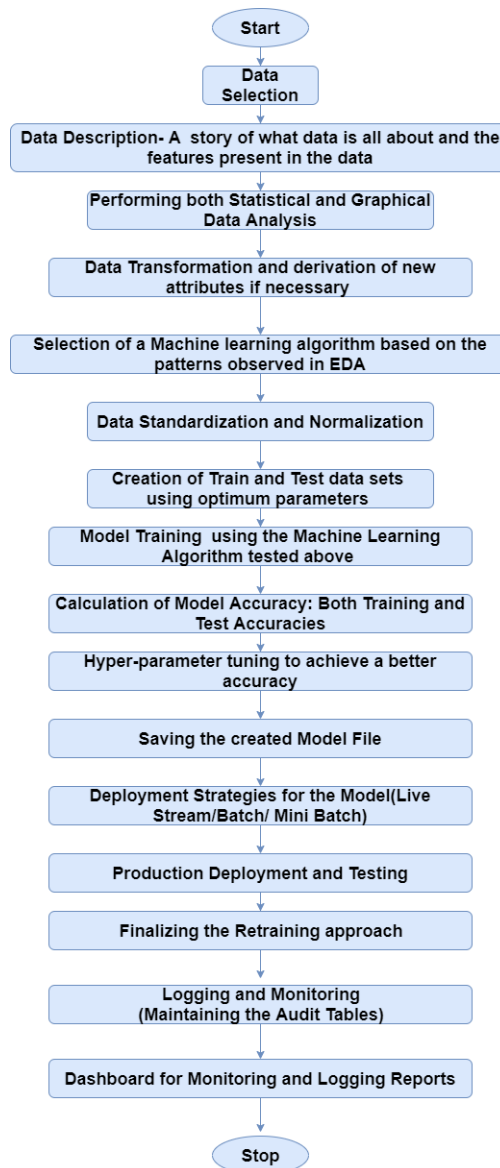 Start
Data
Selection
Data Description- A story of what data is all about and the
features present in the data
Performing both Statistical and Graphical
Data Analysis
Data Transformation and derivation of new
attributes if necessary
Selection of a Machine learning algorithm based on the
patterns observed in EDA
Data Standardization and Normalization
Creation of Train and Test data sets
using optimum parameters
Model Training using the Machine Learning
Algorithm tested above
Calculation of Model Accuracy: Both Training and
Test Accuracies
Hyper-parameter tuning to achieve a better
accuracy
Saving the created Model File
Deployment Strategies for the Model(Live
Stream/Batch/ Mini Batch)
Production Deployment and Testing
Finalizing the Retraining approach
Logging and Monitoring
(Maintaining the Audit Tables)
Dashboard for Monitoring and Logging Reports
Stop